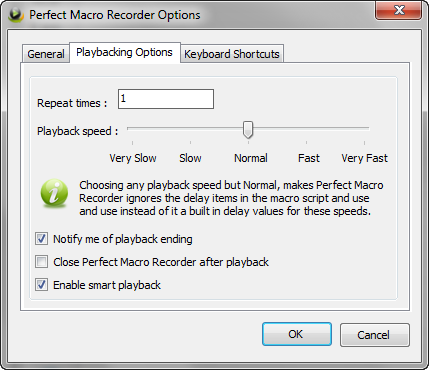 Perfect Macro Recorder Options
General Playbacking Options Keyboard Shortcuts
Repeat times : 1
Playback speed :
Very Slow Slow Normal Fast Very Fast
Choosing any playback speed but Normal, makes Perfect Macro
Recorder ignores the delay items in the macro script and use
and use instead of it a built in delay values for these speeds.
Notify me of playback ending
Close Perfect Macro Recorder after playback
Enable smart playback
OK Cancel